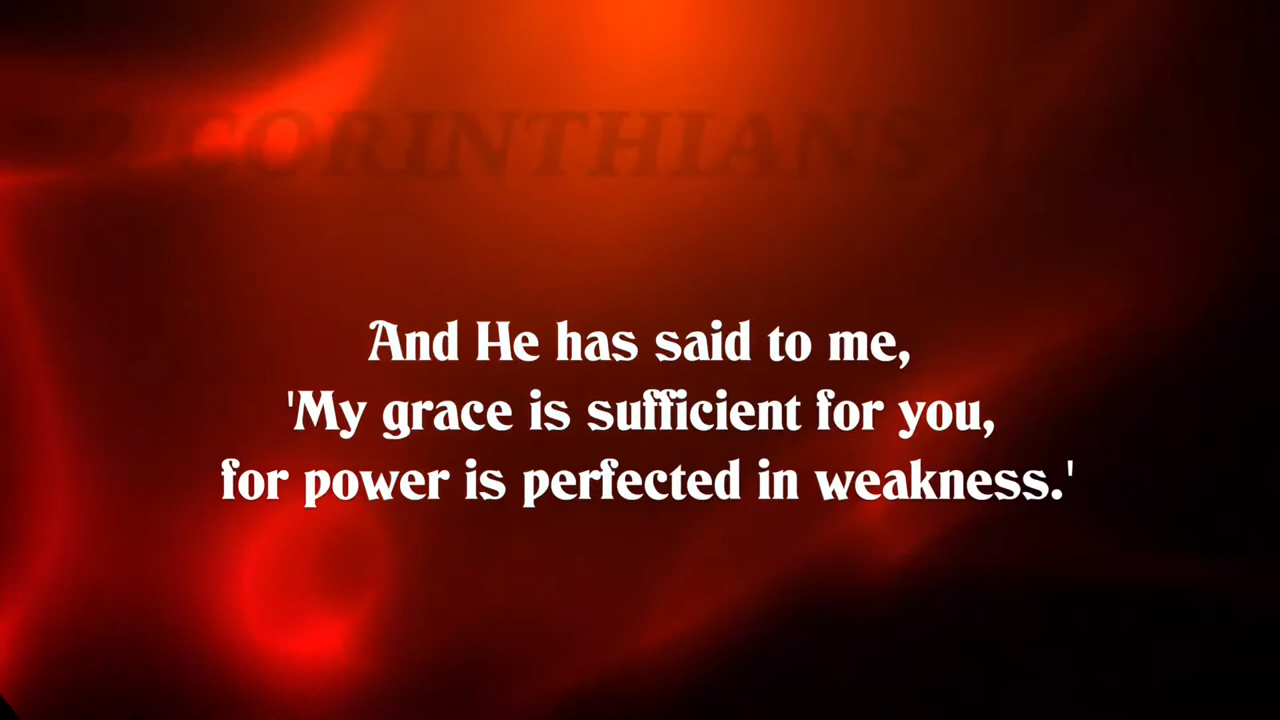 CORINTHIANS
And He has said to me,
'My grace is sufficient for you,
for power is perfected in weakness.'